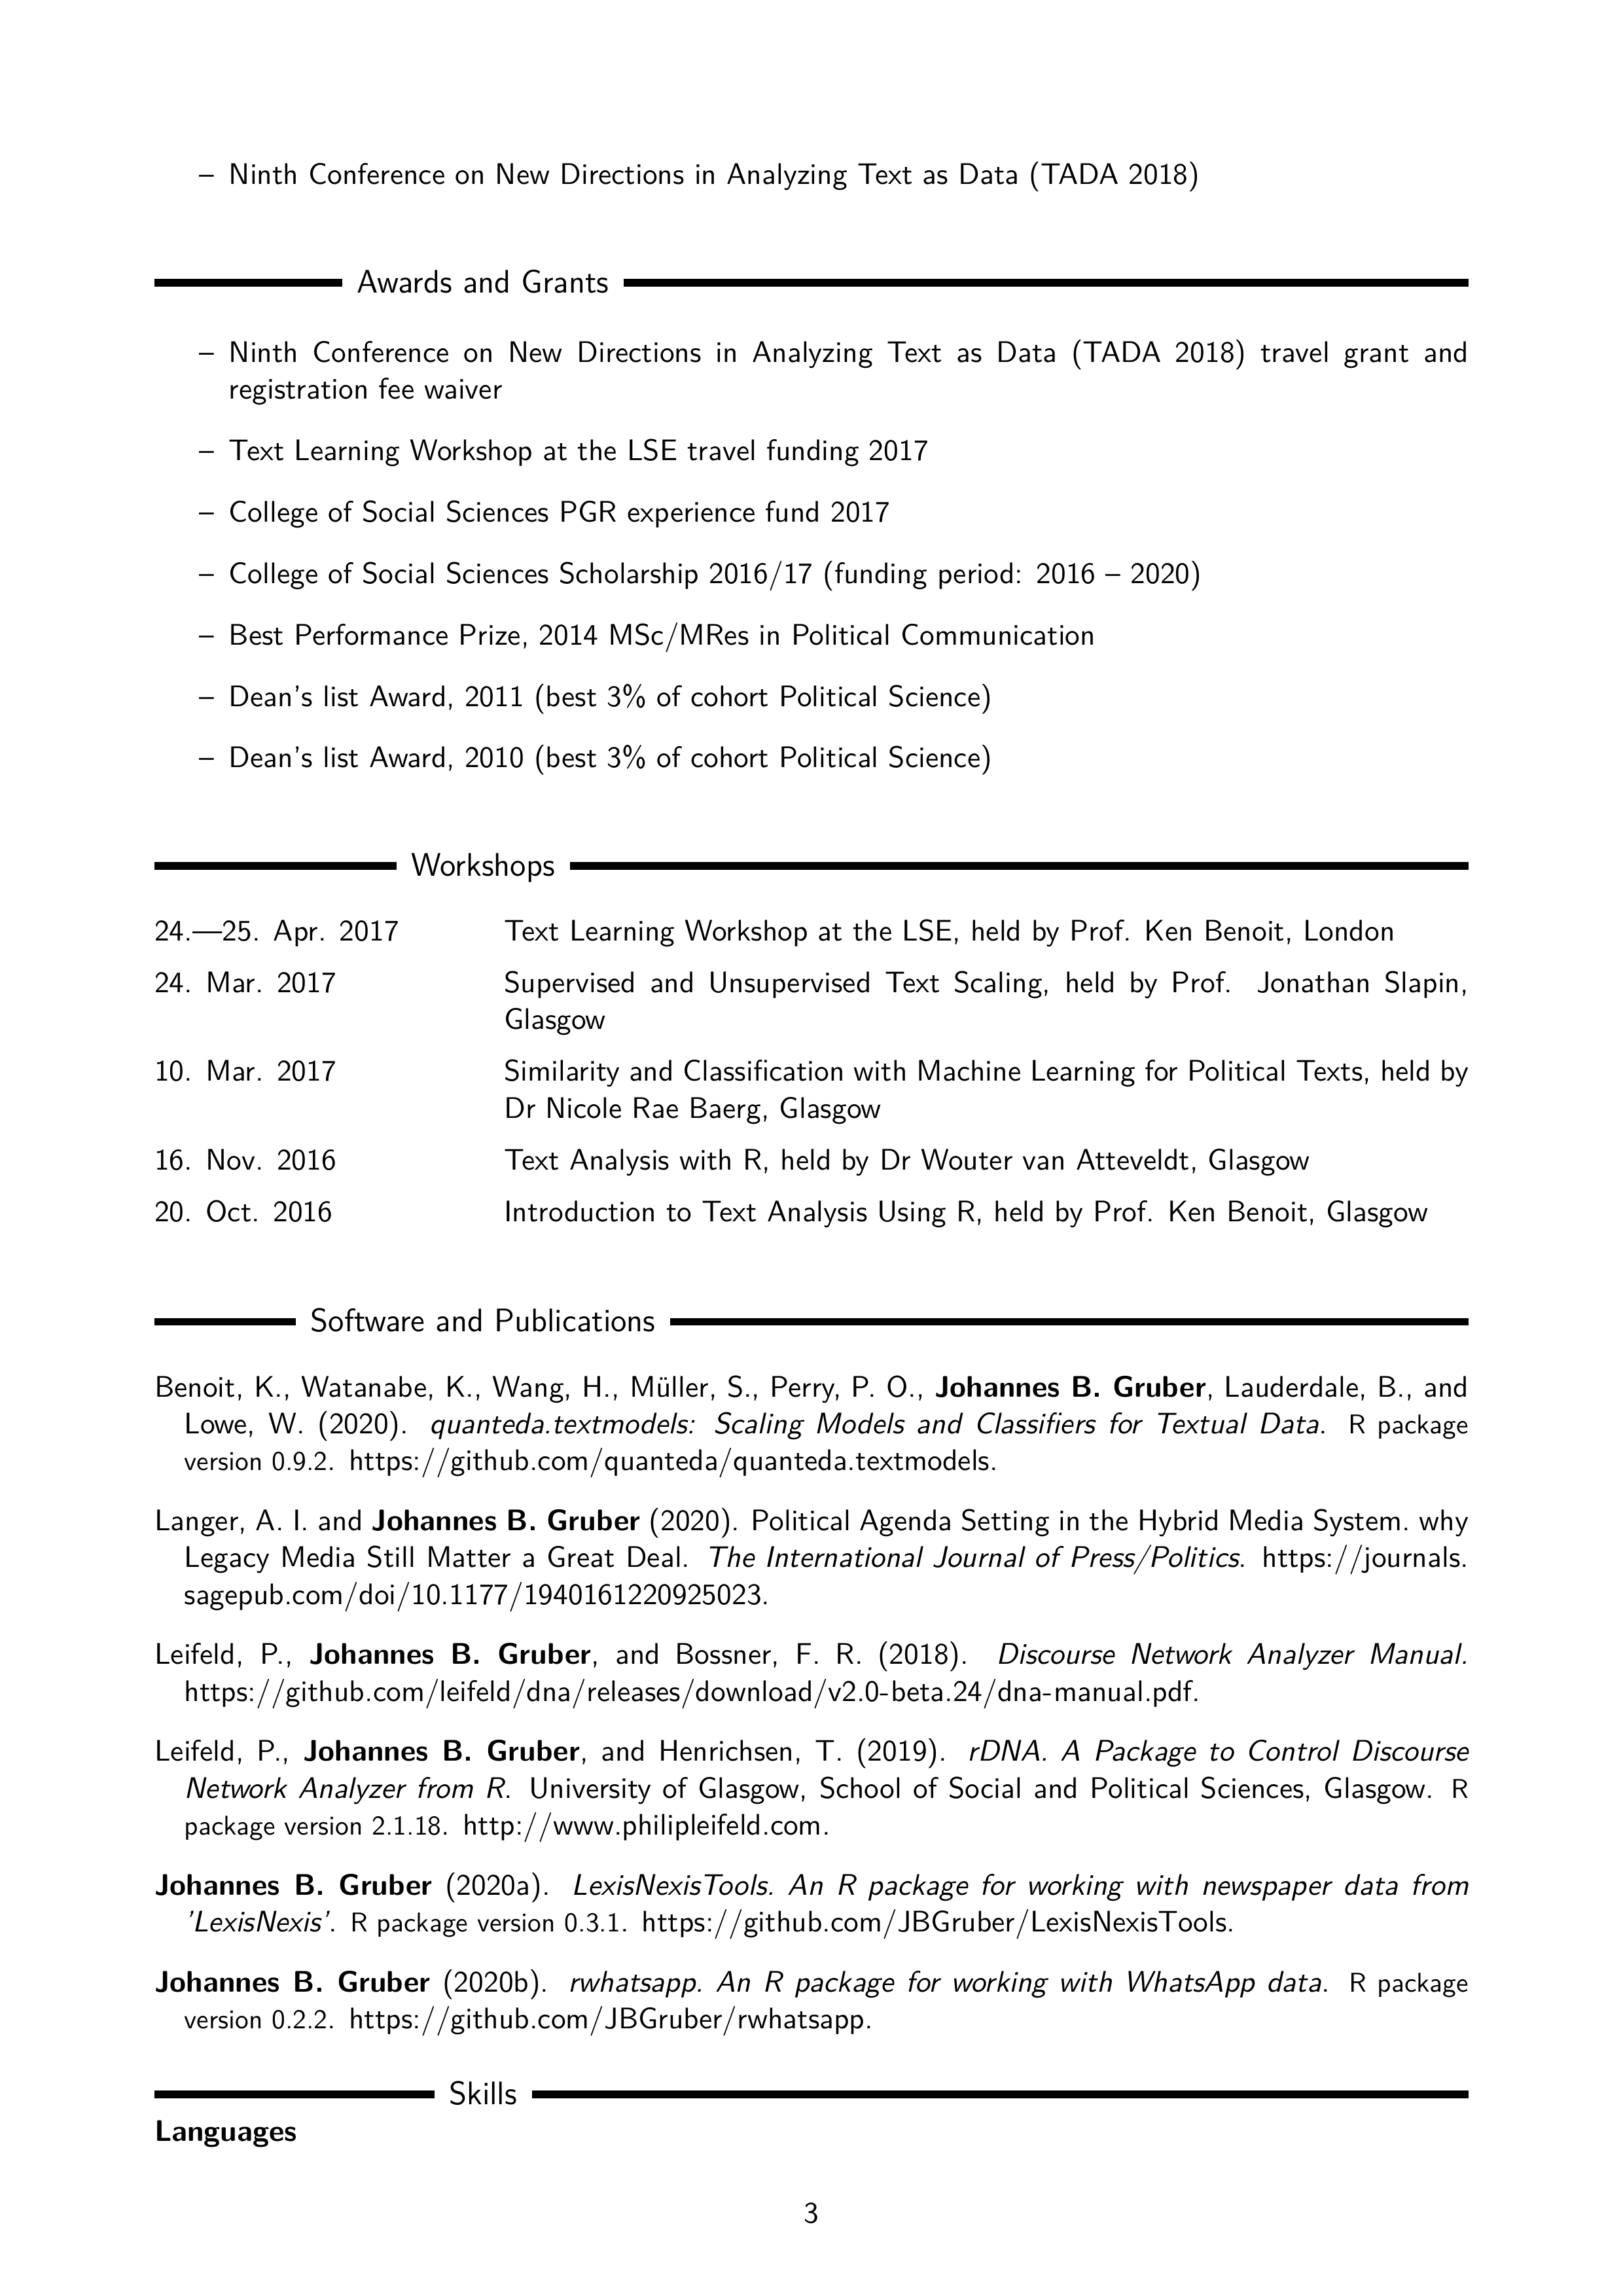 – Ninth Conference on New Directions in Analyzing Text as Data (TADA 2018)
Awards and Grants
– Ninth Conference on New Directions in Analyzing Text as Data (TADA 2018) travel grant and
registration fee waiver
– Text Learning Workshop at the LSE travel funding 2017
– College of Social Sciences PGR experience fund 2017
– College of Social Sciences Scholarship 2016/17 (funding period: 2016 – 2020)
– Best Performance Prize, 2014 MSc/MRes in Political Communication
– Dean's list Award, 2011 (best 3% of cohort Political Science)
– Dean's list Award, 2010 (best 3% of cohort Political Science)
Workshops
24.—25. Apr. 2017 Text Learning Workshop at the LSE, held by Prof. Ken Benoit, London
24. Mar. 2017 Supervised and Unsupervised Text Scaling, held by Prof. Jonathan Slapin,
Glasgow
10. Mar. 2017 Similarity and Classification with Machine Learning for Political Texts, held by
Dr Nicole Rae Baerg, Glasgow
16. Nov. 2016 Text Analysis with R, held by Dr Wouter van Atteveldt, Glasgow
20. Oct. 2016 Introduction to Text Analysis Using R, held by Prof. Ken Benoit, Glasgow
Software and Publications
Benoit, K., Watanabe, K., Wang, H., Müller, S., Perry, P. O., Johannes B. Gruber, Lauderdale, B., and
Lowe, W. (2020). quanteda.textmodels: Scaling Models and Classifiers for Textual Data. R package
version 0.9.2. https://github.com/quanteda/quanteda.textmodels.
Langer, A. I. and Johannes B. Gruber (2020). Political Agenda Setting in the Hybrid Media System. why
Legacy Media Still Matter a Great Deal. The International Journal of Press/Politics. https://journals.
sagepub.com/doi/10.1177/1940161220925023.
Leifeld, P., Johannes B. Gruber, and Bossner, F. R. (2018). Discourse Network Analyzer Manual.
https://github.com/leifeld/dna/releases/download/v2.0-beta.24/dna-manual.pdf.
Leifeld, P., Johannes B. Gruber, and Henrichsen, T. (2019). rDNA. A Package to Control Discourse
Network Analyzer from R. University of Glasgow, School of Social and Political Sciences, Glasgow. R
package version 2.1.18. http://www.philipleifeld.com.
Johannes B. Gruber (2020a). LexisNexisTools. An R package for working with newspaper data from
'LexisNexis'. R package version 0.3.1. https://github.com/JBGruber/LexisNexisTools.
Johannes B. Gruber (2020b). rwhatsapp. An R package for working with WhatsApp data. R package
version 0.2.2. https://github.com/JBGruber/rwhatsapp.
Skills
Languages
3